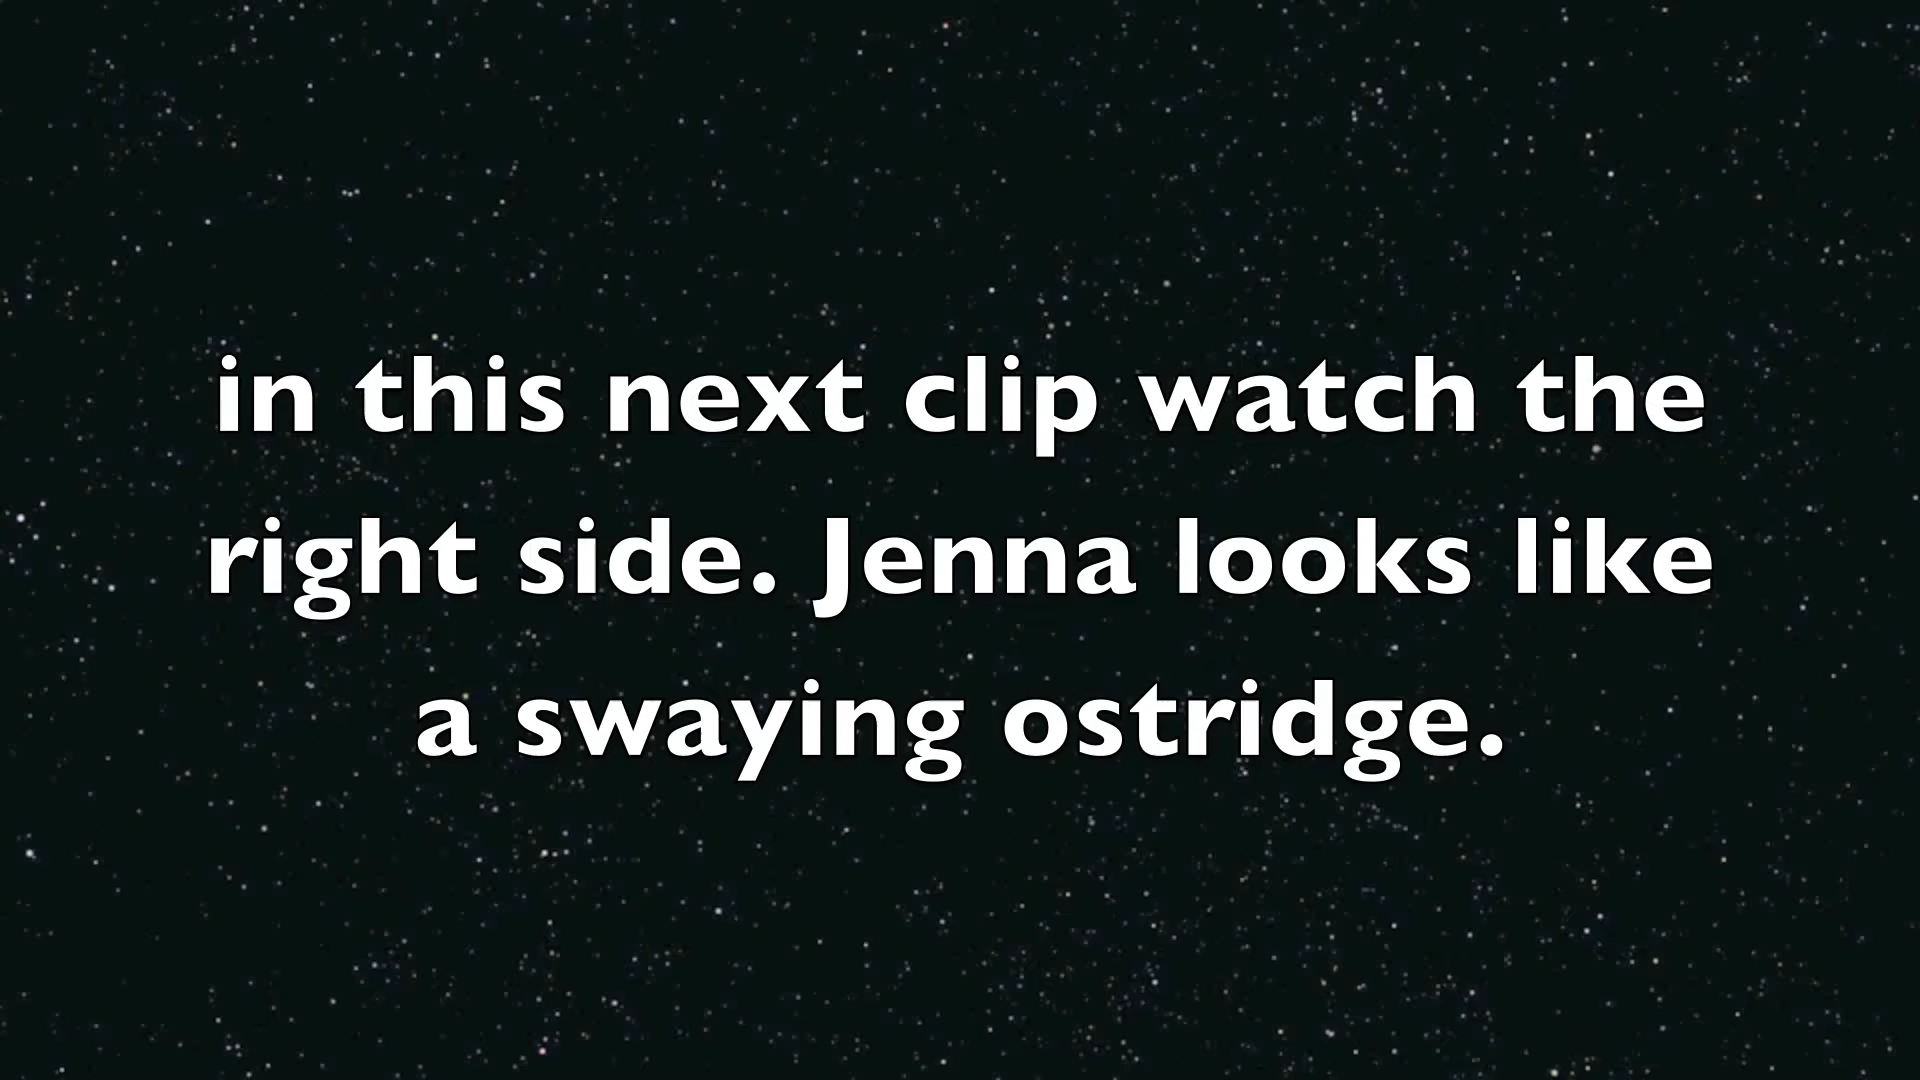 in this next clip watch the
right side. Jenna looks like
a swaying ostridge.